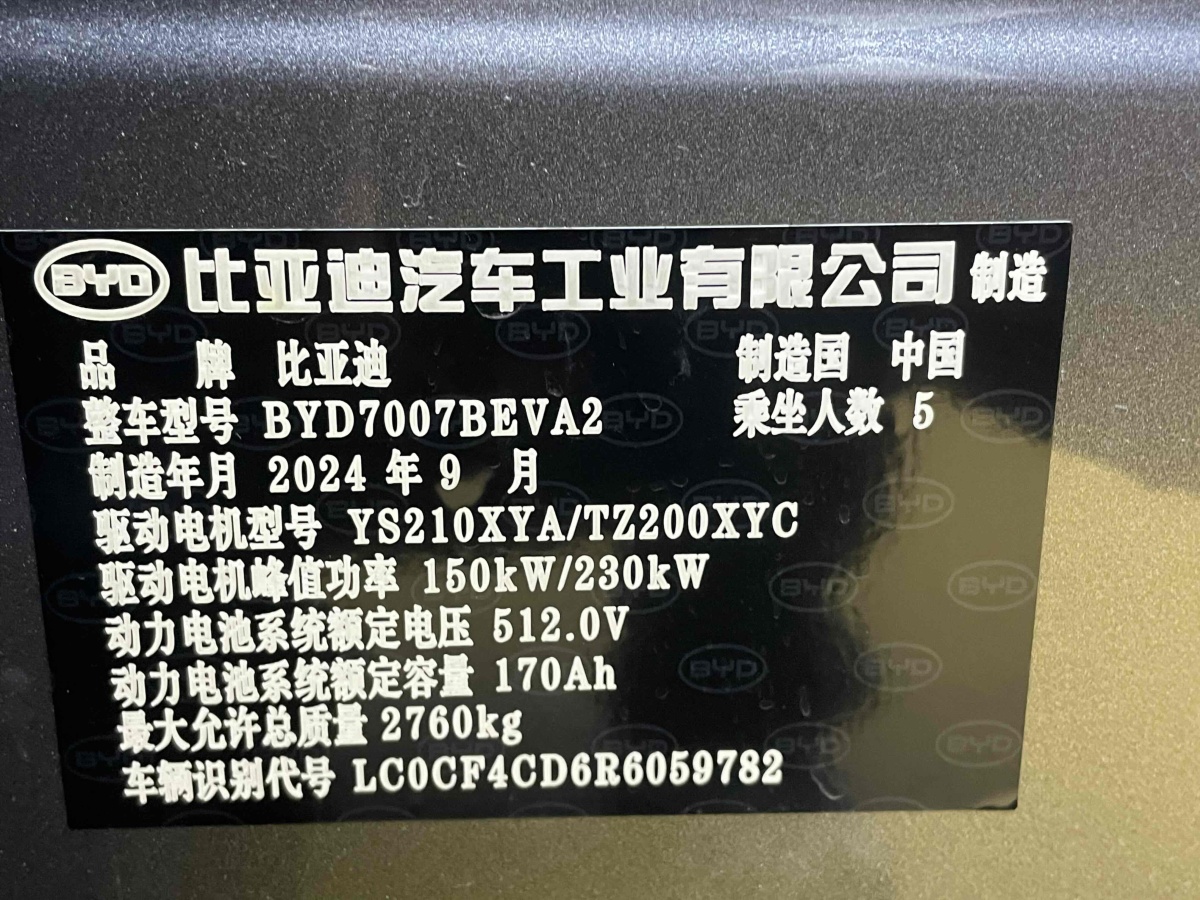 BYD 比亚迪汽车工业有限公司 制造
品 牌 比亚迪 制造国 中国
整车型号 BYD7007BEVA2 乘坐人数 5
制造年月 2024 年 9 月
驱动电机型号 YS210XYA/TZ200XYC
驱动电机峰值功率 150kW/230kW
动力电池系统额定电压 512.0V
动力电池系统额定容量 170Ah
最大允许总质量 2760kg
车辆识别代号 LC0CF4CD6R6059782